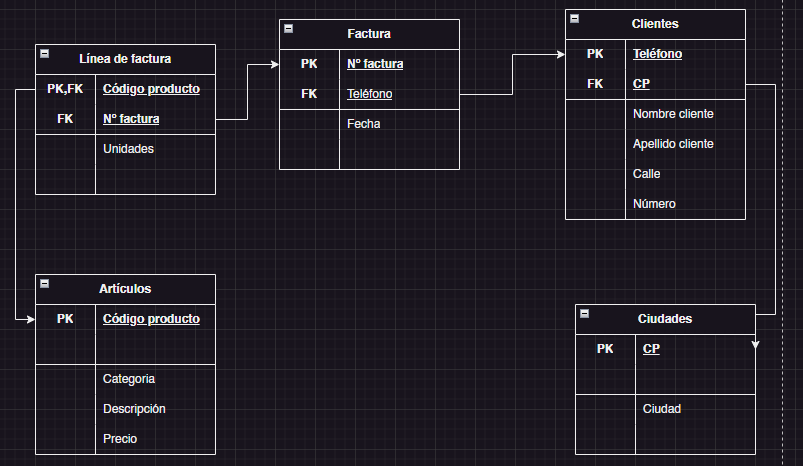 Línea de factura
PK,FK Código producto
FK Nº factura
Unidades
Factura
PK Nº factura
FK Teléfono
Fecha
Clientes
PK Teléfono
FK CP
Nombre cliente
Apellido cliente
Calle
Número
Artículos
PK Código producto
Categoria
Descripción
Precio
Ciudades
PK CP
Ciudad